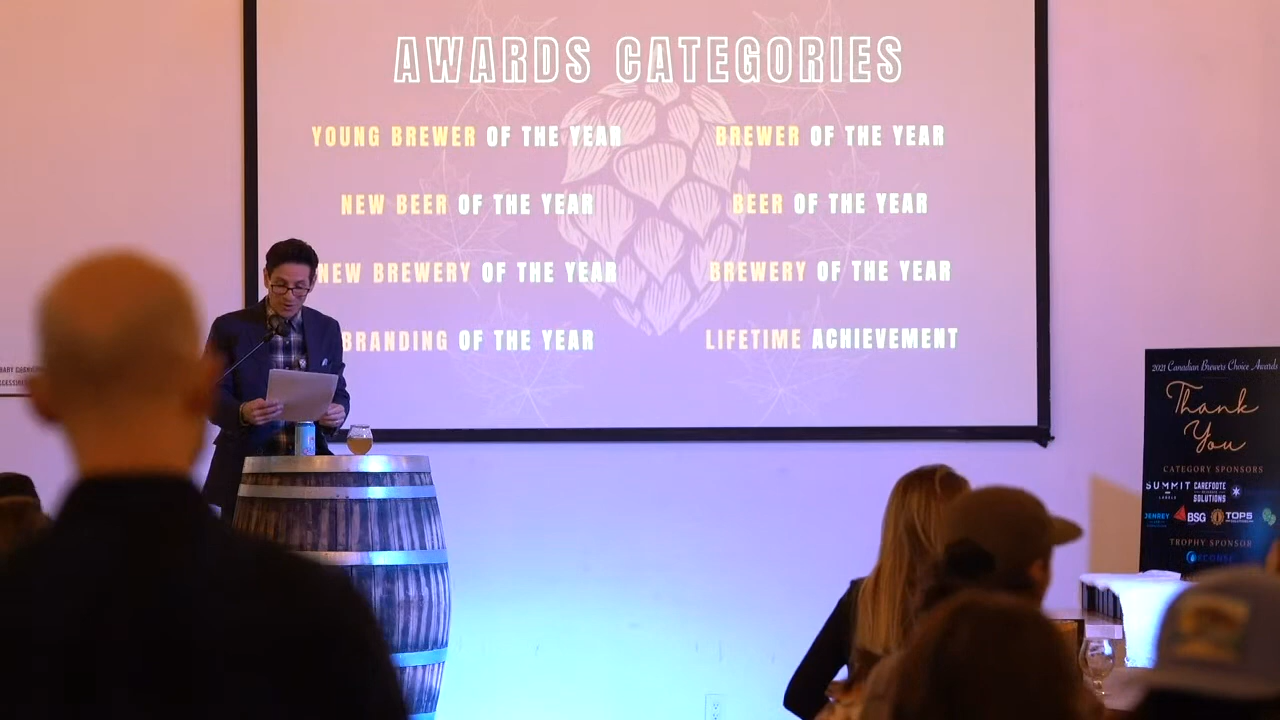 AWARDS CATEGORIES
YOUNG BREWER OF THE YEAR
BREWER OF THE YEAR
NEW BEER OF THE YEAR
BEER OF THE YEAR
NEW BREWERY OF THE YEAR
BREWERY OF THE YEAR
BRANDING OF THE YEAR
LIFETIME ACHIEVEMENT
2021 Canadian Brewers Choice Awards
Thank
You
CATEGORY SPONSORS
SUMMIT
LABELS
CAREFOOTE
SOLUTIONS
JENREY
BSG
TOPS
TROPHY SPONSOR